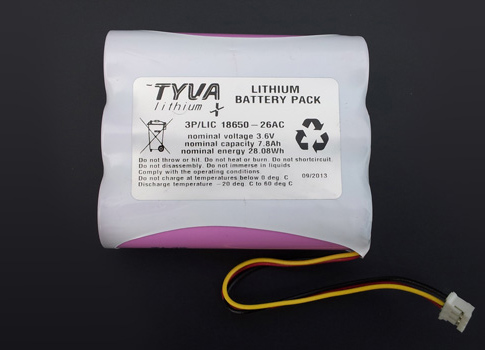 TYVA
lithium
LITHIUM
BATTERY PACK
3P/LIC 18650-26AC
nominal voltage 3.6V
nominal capacity 7.8Ah
nominal energy 28.08Wh
Do not throw or hit. Do not heat or burn. Do not shortcircuit
Do not disassembly. Do not immerse in liquids
Comply with the operating conditions
Do not charge at temperatures below 0 deg. C
Discharge temperature -20 deg. C to 60 deg. C
09/2013